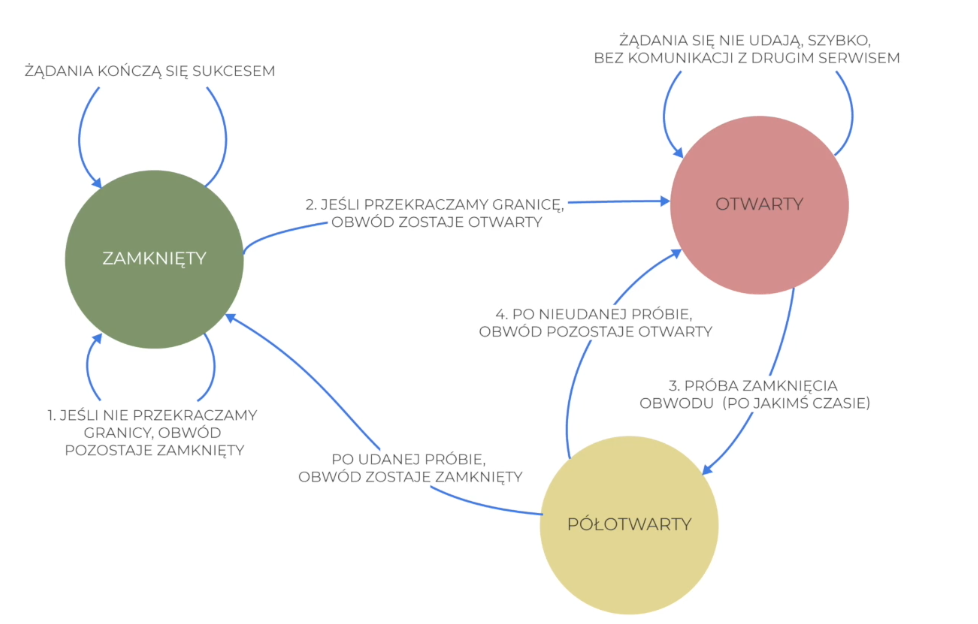 ŻĄDANIA KOŃCZĄ SIĘ SUKCESEM
ŻĄDANIA SIĘ NIE UDAJĄ, SZYBKO,
BEZ KOMUNIKACJI Z DRUGIM SERWISEM
ZAMKNIĘTY
2. JEŚLI PRZEKRACZAMY GRANICĘ,
OBWÓD ZOSTAJE OTWARTY
OTWARTY
4. PO NIEUDANEJ PRÓBIE,
OBWÓD POZOSTAJE OTWARTY
3. PRÓBA ZAMKNIĘCIA
OBWODU (PO JAKIMŚ CZASIE)
1. JEŚLI NIE PRZEKRACZAMY
GRANICY, OBWÓD
POZOSTAJE ZAMKNIĘTY
PO UDANEJ PRÓBIE,
OBWÓD ZOSTAJE ZAMKNIĘTY
PÓŁOTWARTY